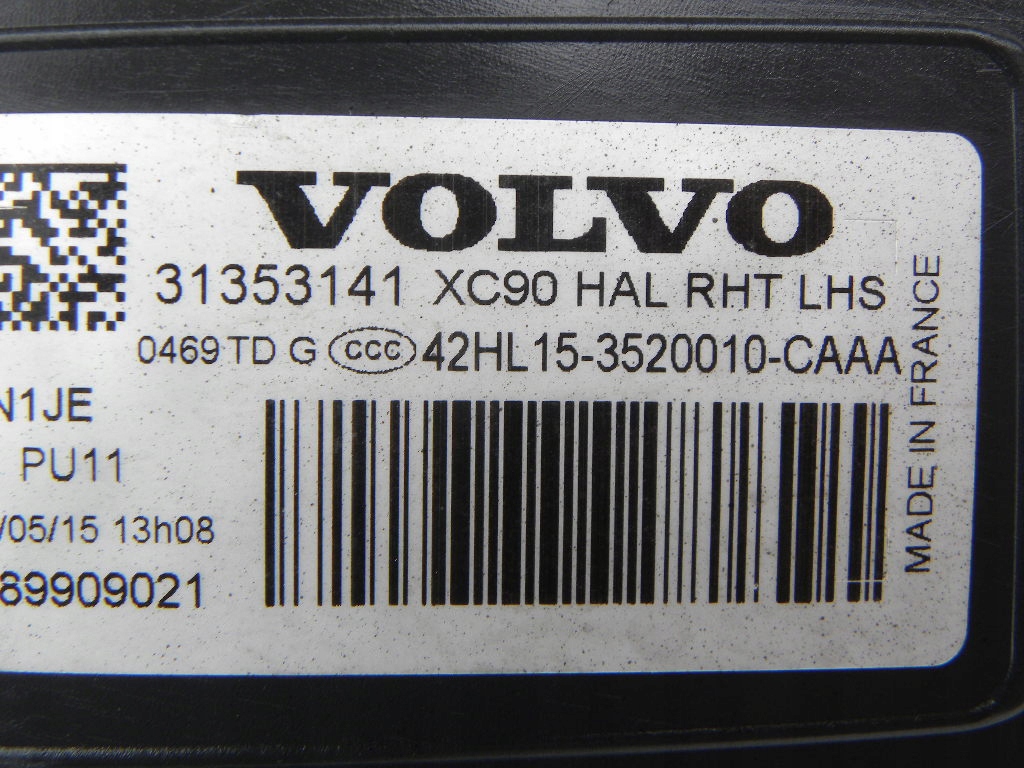 VOLVO
31353141 XC90 HAL RHT LHS
0469 TD G CCC 42HL15-3520010-CAAA
N1JE
PU11
/05/15 13h08
89909021
MADE IN FRANCE